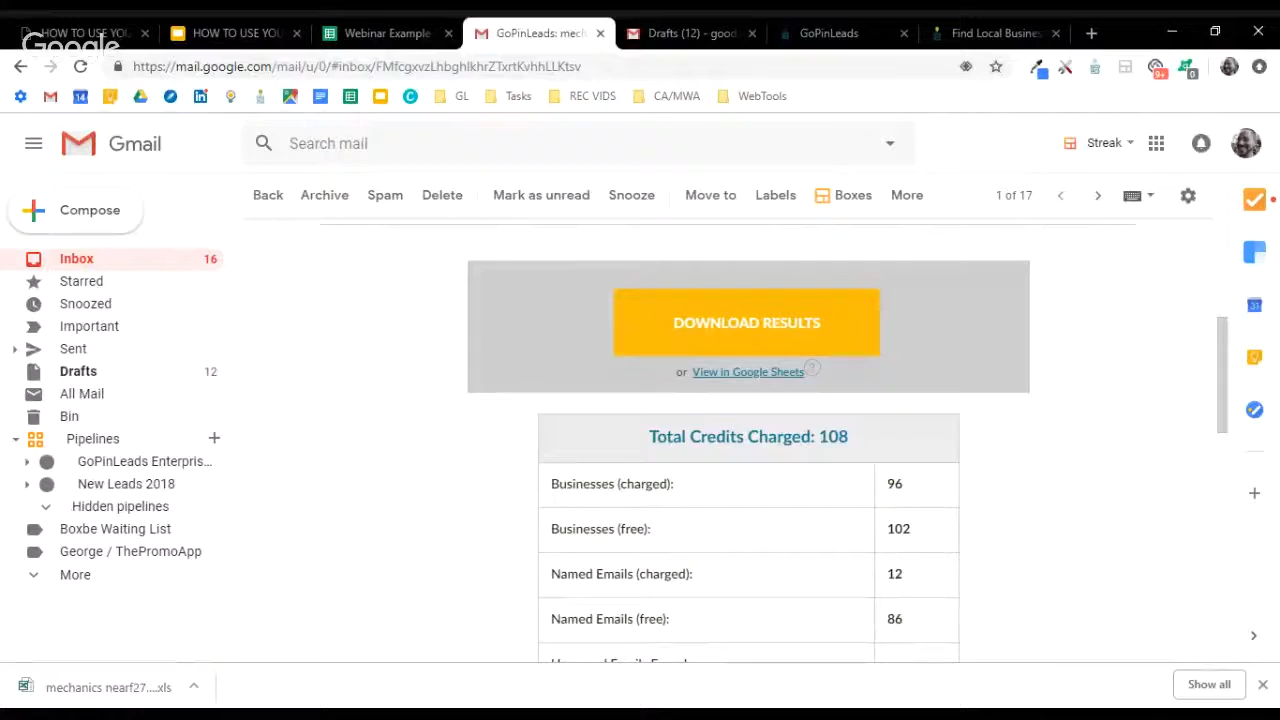 HOW TO USE YOU
HOW TO USE YOU
Webinar Example
GoPinLeads: mech
Drafts (12) - good
GoPinLeads
Find Local Busine
Google
https://mail.google.com/mail/u/0/#inbox/FMfcgxvzLhbghlkhrZTxrtKvhhLLKtsv
GL
Tasks
REC VIDS
CA/MWA
WebTools
Gmail
Search mail
Streak
Compose
Back
Archive
Spam
Delete
Mark as unread
Snooze
Move to
Labels
Boxes
More
1 of 17
Inbox 16
Starred
Snoozed
Important
Sent
Drafts 12
All Mail
Bin
Pipelines
GoPinLeads Enterpris...
New Leads 2018
Hidden pipelines
Boxbe Waiting List
George / ThePromoApp
More
DOWNLOAD RESULTS
or View in Google Sheets ?
Total Credits Charged: 108
Businesses (charged): 96
Businesses (free): 102
Named Emails (charged): 12
Named Emails (free): 86
mechanics nearf27....xls
Show all